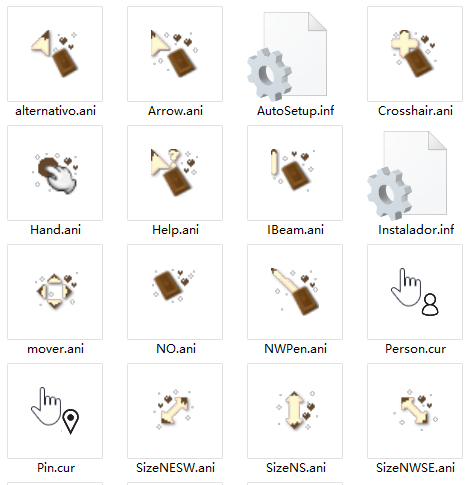 alternativo.ani
Arrow.ani
AutoSetup.inf
Crosshair.ani
Hand.ani
Help.ani
IBeam.ani
Instalador.inf
mover.ani
NO.ani
NWPen.ani
Person.cur
Pin.cur
SizeNESW.ani
SizeNS.ani
SizeNWSE.ani